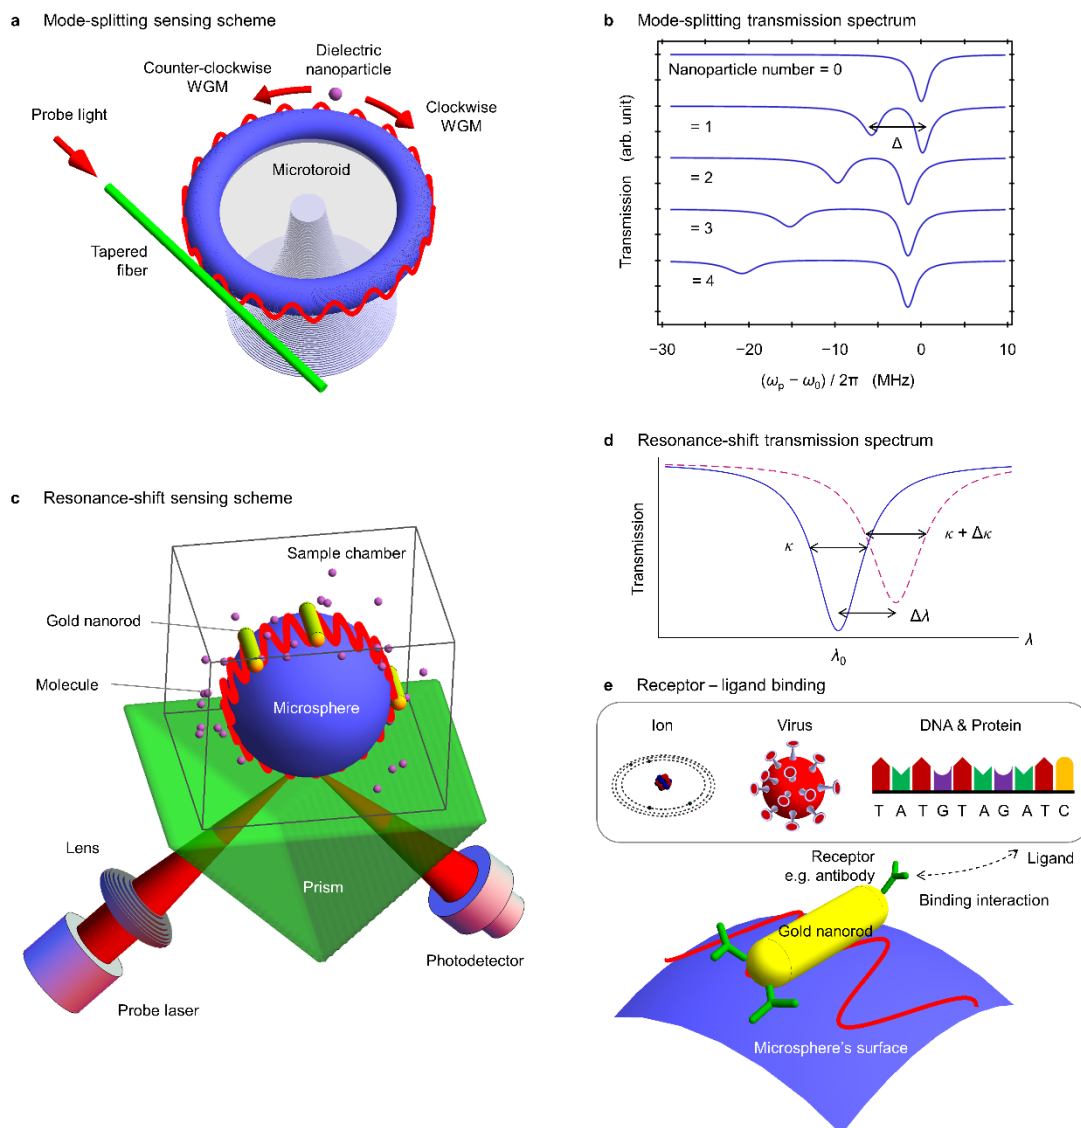 a Mode-splitting sensing scheme
Counter-clockwise
WGM
Dielectric
nanoparticle
Clockwise
WGM
Probe light
Microtoroid
Tapered
fiber
b Mode-splitting transmission spectrum
Nanoparticle number = 0
= 1
Δ
= 2
= 3
= 4
Transmission (arb. unit)
−30 −20 −10 0 10
(ωp − ω0) / 2π (MHz)
c Resonance-shift sensing scheme
Sample chamber
Gold nanorod
Molecule
Microsphere
Lens
Prism
Photodetector
Probe laser
d Resonance-shift transmission spectrum
Transmission
κ
κ + Δκ
Δλ
λ0
λ
e Receptor – ligand binding
Ion
Virus
DNA & Protein
T A T G T A G A T C
Receptor
e.g. antibody
Ligand
Binding interaction
Gold nanorod
Microsphere's surface